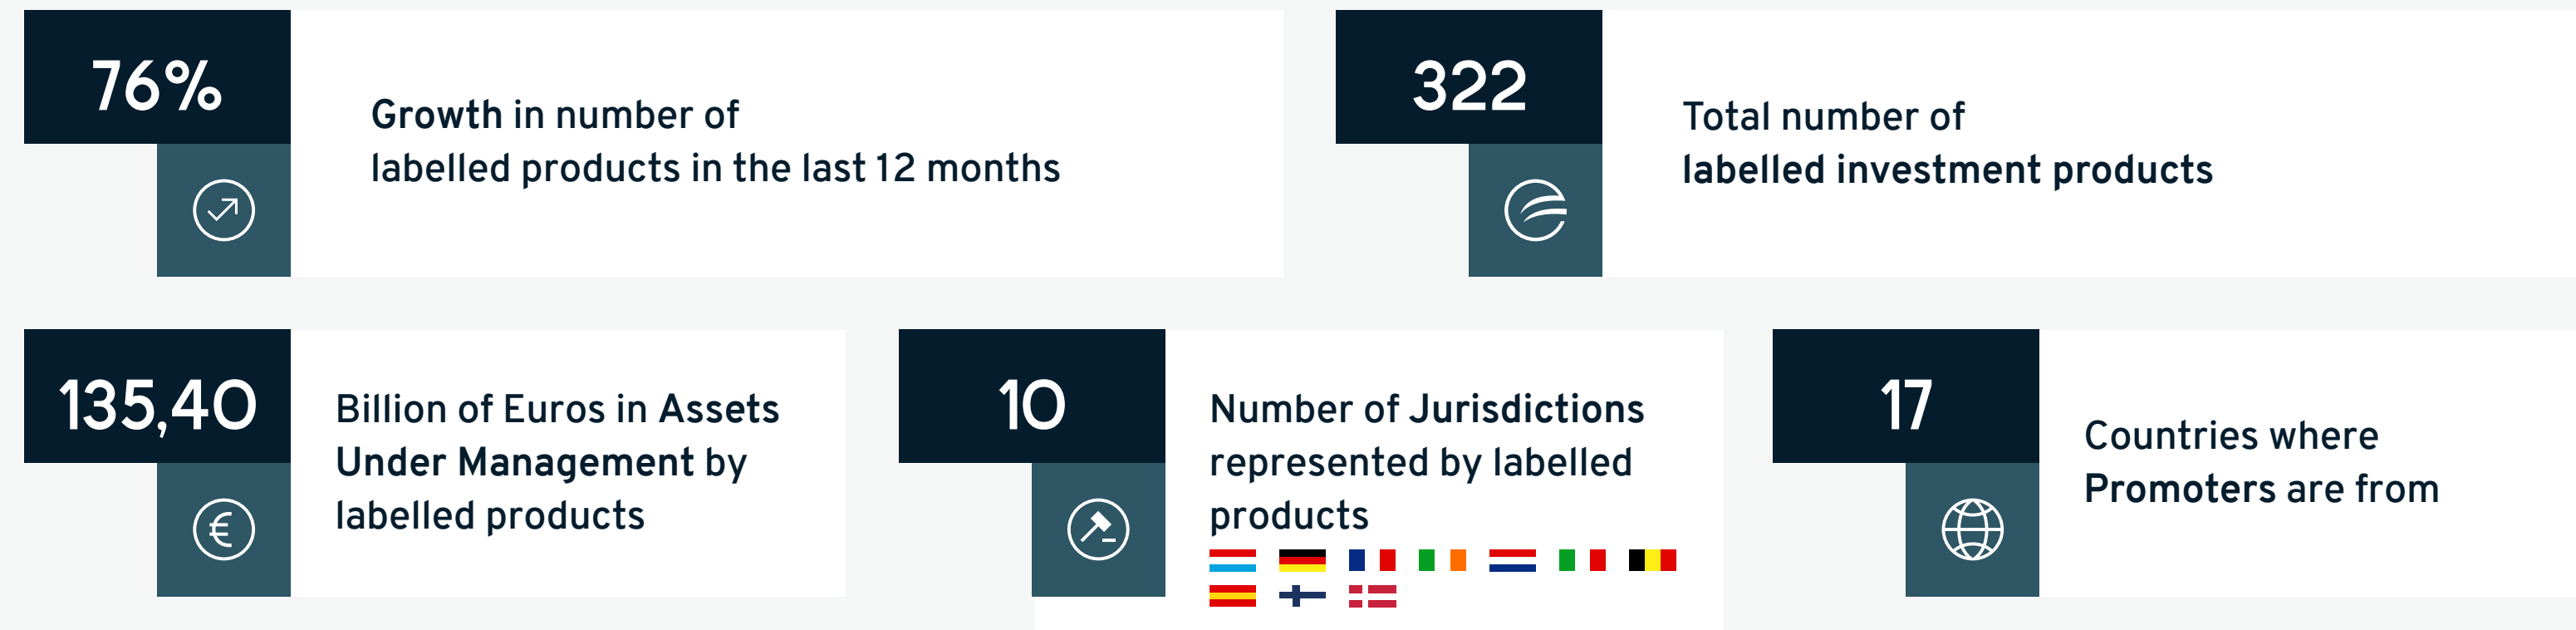 76%
Growth in number of
labelled products in the last 12 months
322
Total number of
labelled investment products
135,40
Billion of Euros in Assets
Under Management by
labelled products
€
10
Number of Jurisdictions
represented by labelled
products
17
Countries where
Promoters are from